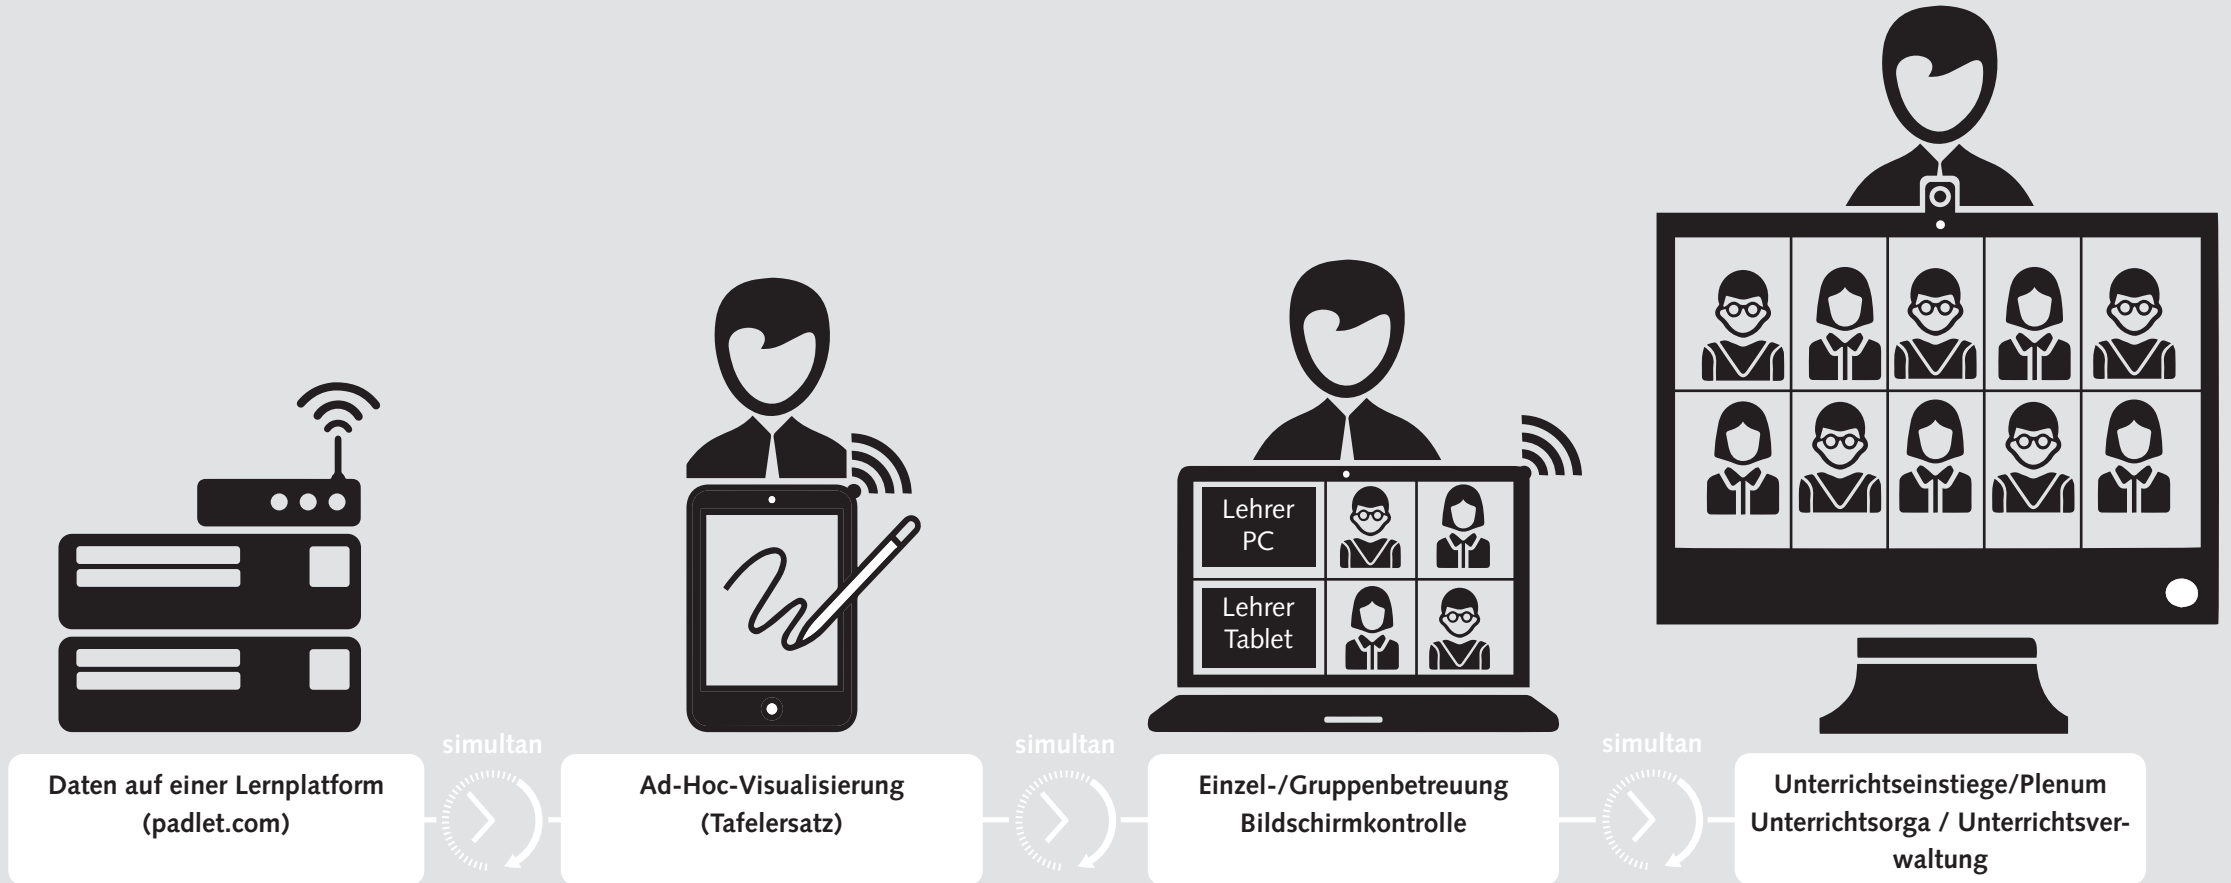 Lehrer
PC
Lehrer
Tablet
simultan
simultan
simultan
Daten auf einer Lernplatform
(padlet.com)
Ad-Hoc-Visualisierung
(Tafelersatz)
Einzel-/Gruppenbetreuung
Bildschirmkontrolle
Unterrichtseinstiege/Plenum
Unterrichtsorga / Unterrichtsver-
waltung